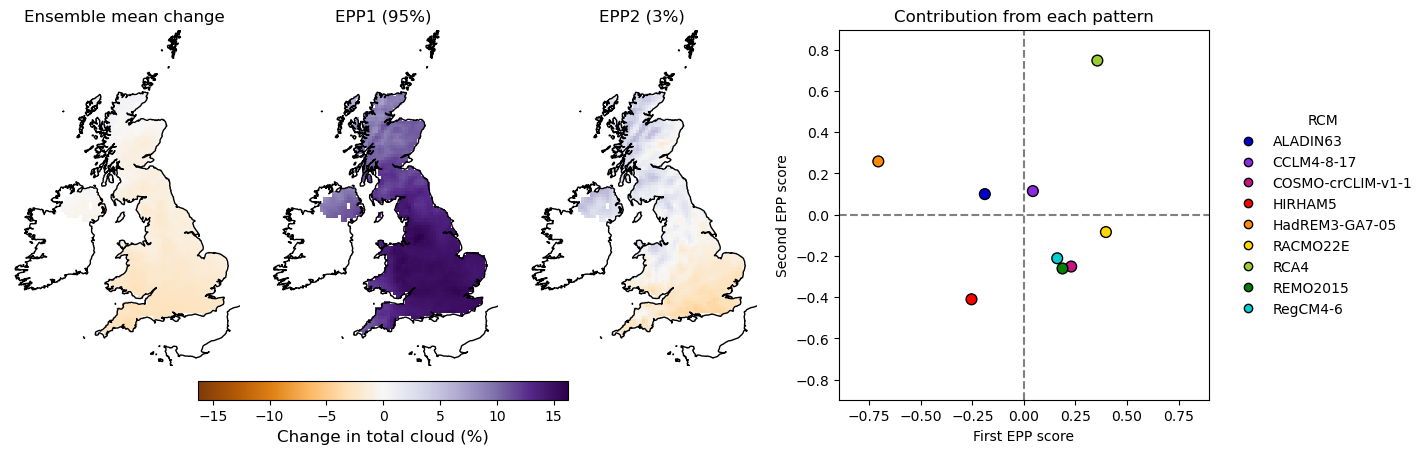 Ensemble mean change
EPP1 (95%)
EPP2 (3%)
−15 −10 −5 0 5 10 15
Change in total cloud (%)
Contribution from each pattern
0.8
0.6
0.4
0.2
0.0
−0.2
−0.4
−0.6
−0.8
Second EPP score
−0.75 −0.50 −0.25 0.00 0.25 0.50 0.75
First EPP score
RCM
ALADIN63
CCLM4-8-17
COSMO-crCLIM-v1-1
HIRHAM5
HadREM3-GA7-05
RACMO22E
RCA4
REMO2015
RegCM4-6